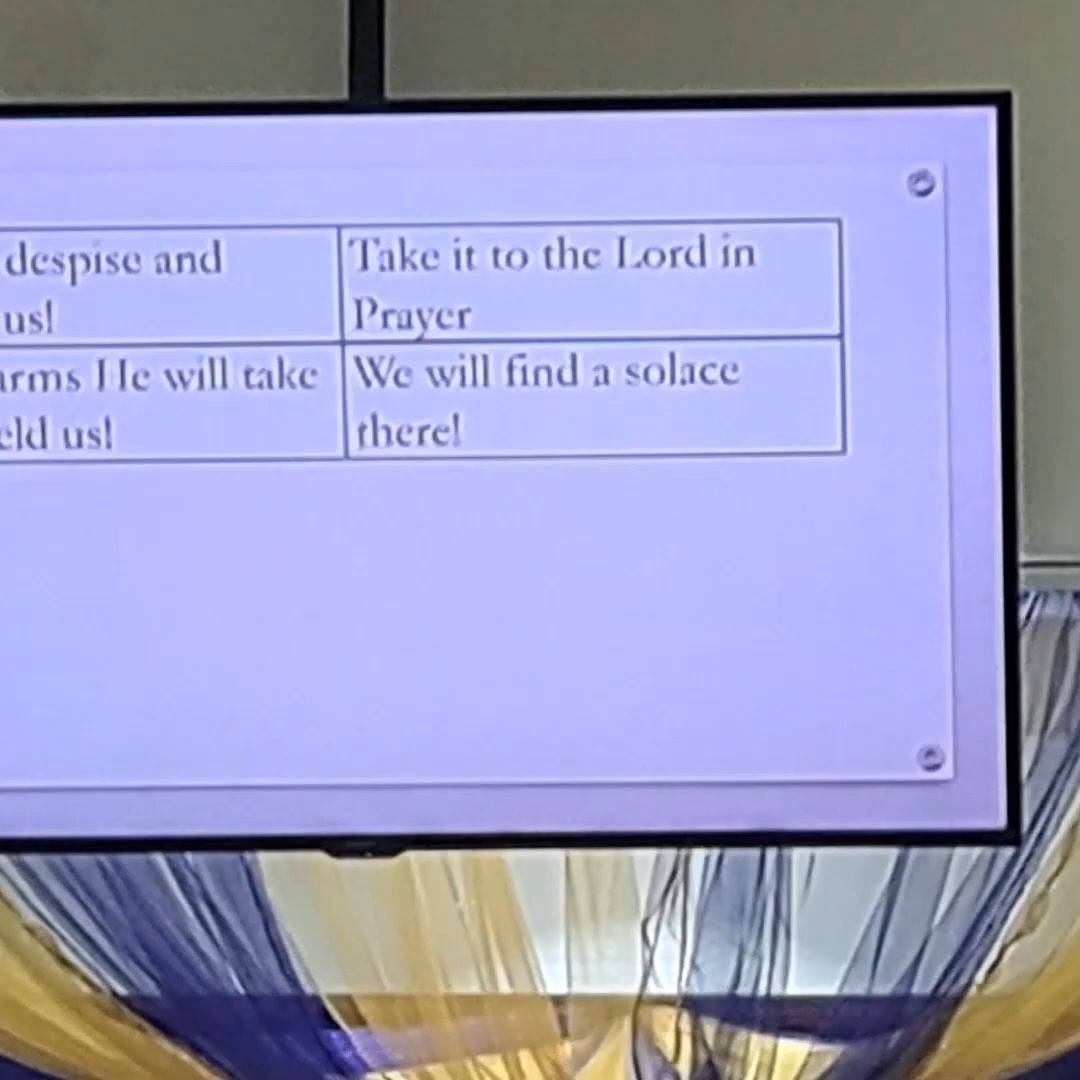 despise and
us!
Take it to the Lord in
Prayer
arms He will take
eld us!
We will find a solace
there!